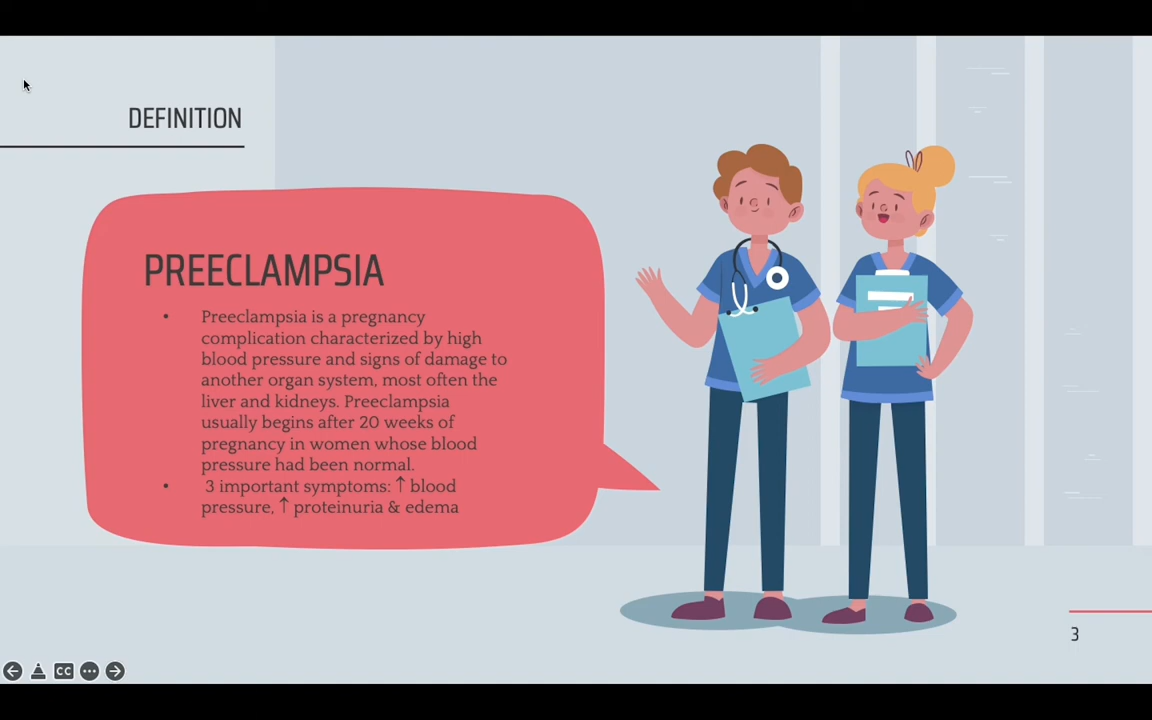 DEFINITION
PREECLAMPSIA
• Preeclampsia is a pregnancy
complication characterized by high
blood pressure and signs of damage to
another organ system, most often the
liver and kidneys. Preeclampsia
usually begins after 20 weeks of
pregnancy in women whose blood
pressure had been normal.
• 3 important symptoms: ↑ blood
pressure, ↑ proteinuria & edema
3
CC